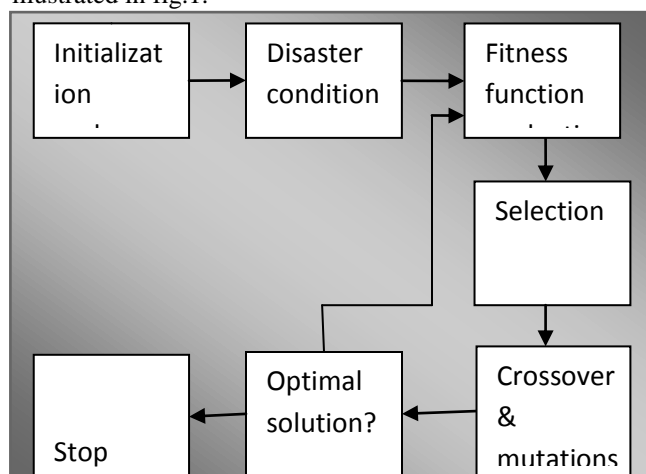 illustrated in fig.1.
Initializat
ion
Disaster
condition
Fitness
function
Selection
Crossover
&
mutations
Optimal
solution?
Stop